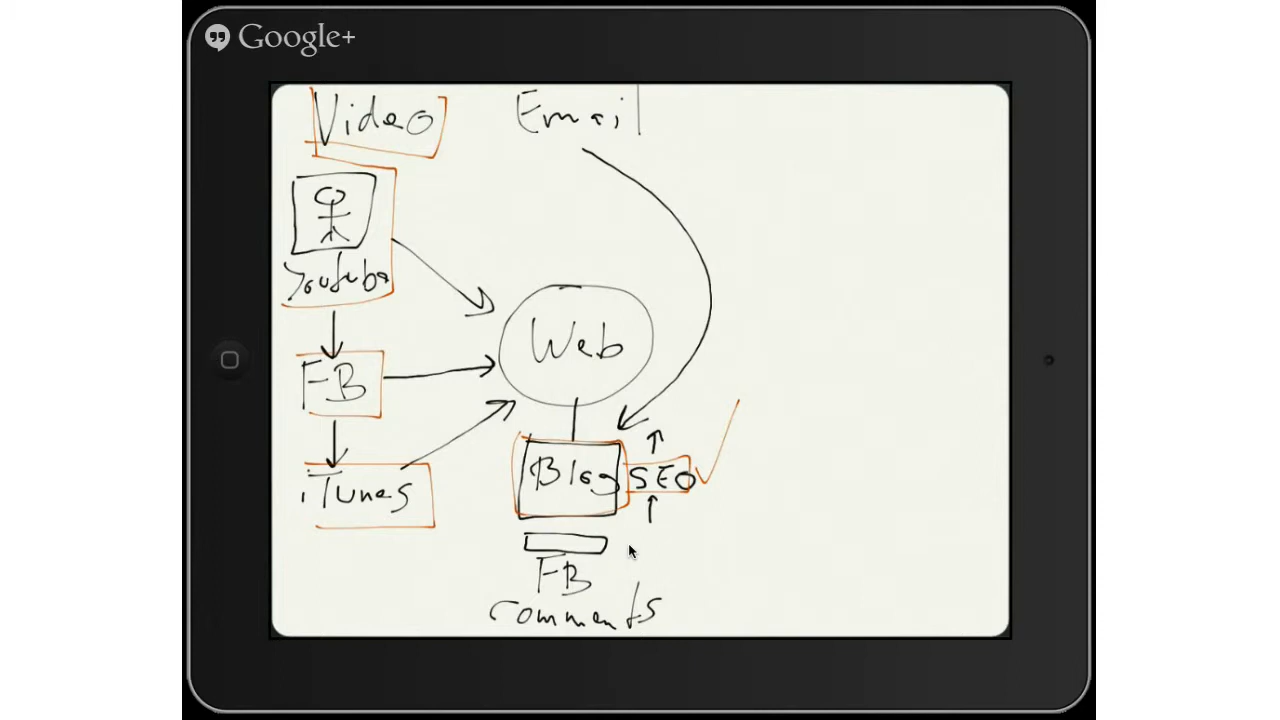 Google+
Video
Email
Youtube
Web
FB
Blog
SEO
iTunes
FB
comments